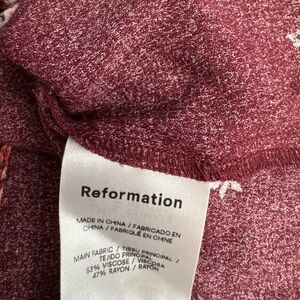 Reformation
MADE IN CHINA / FABRICADO EN
CHINA / FABRIQUÉ EN CHINE
MAIN FABRIC / TISSU PRINCIPAL /
TEJIDO PRINCIPAL
53% VISCOSE / VISCOSA
47% RAYON / RAYÓN